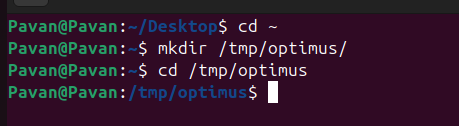 Pavan@Pavan:~/Desktop$ cd ~
Pavan@Pavan:~$ mkdir /tmp/optimus/
Pavan@Pavan:~$ cd /tmp/optimus
Pavan@Pavan:/tmp/optimus$